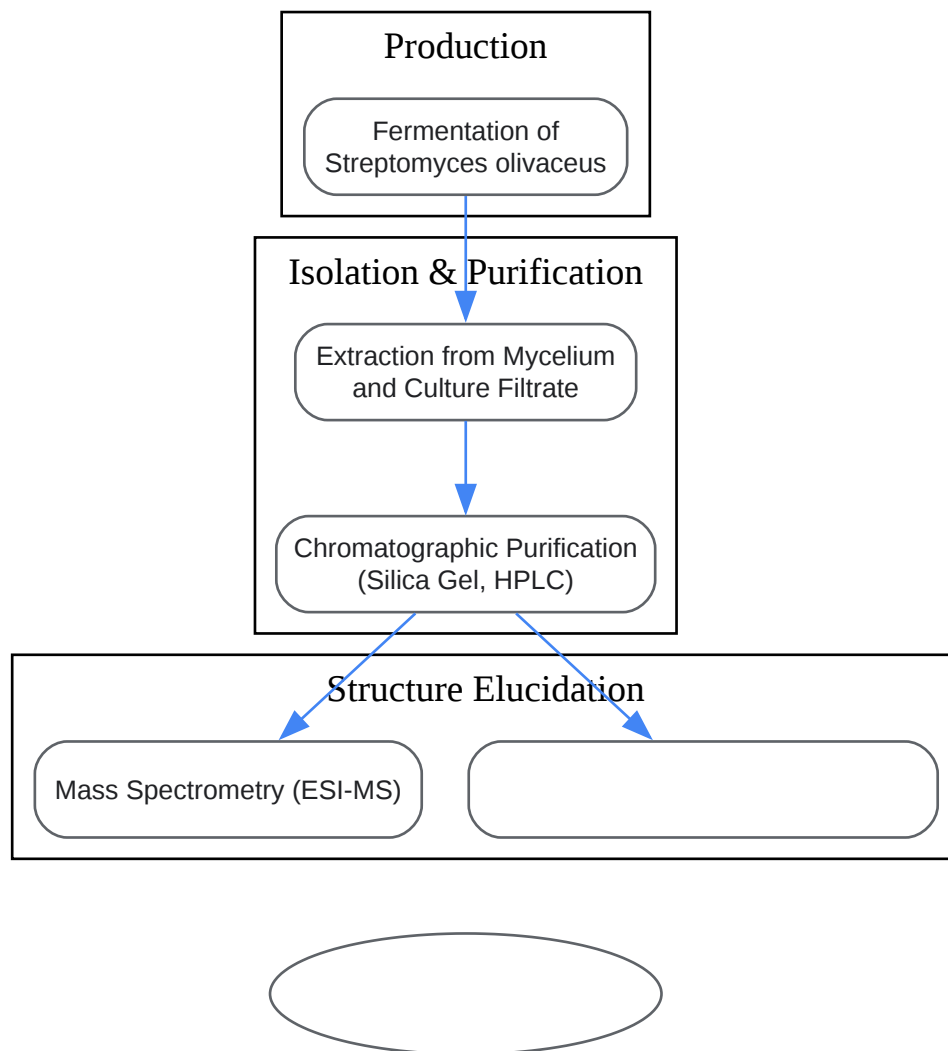 Production
Fermentation of
Streptomyces olivaceus
Isolation & Purification
Extraction from Mycelium
and Culture Filtrate
Chromatographic Purification
(Silica Gel, HPLC)
Structure Elucidation
Mass Spectrometry (ESI-MS)